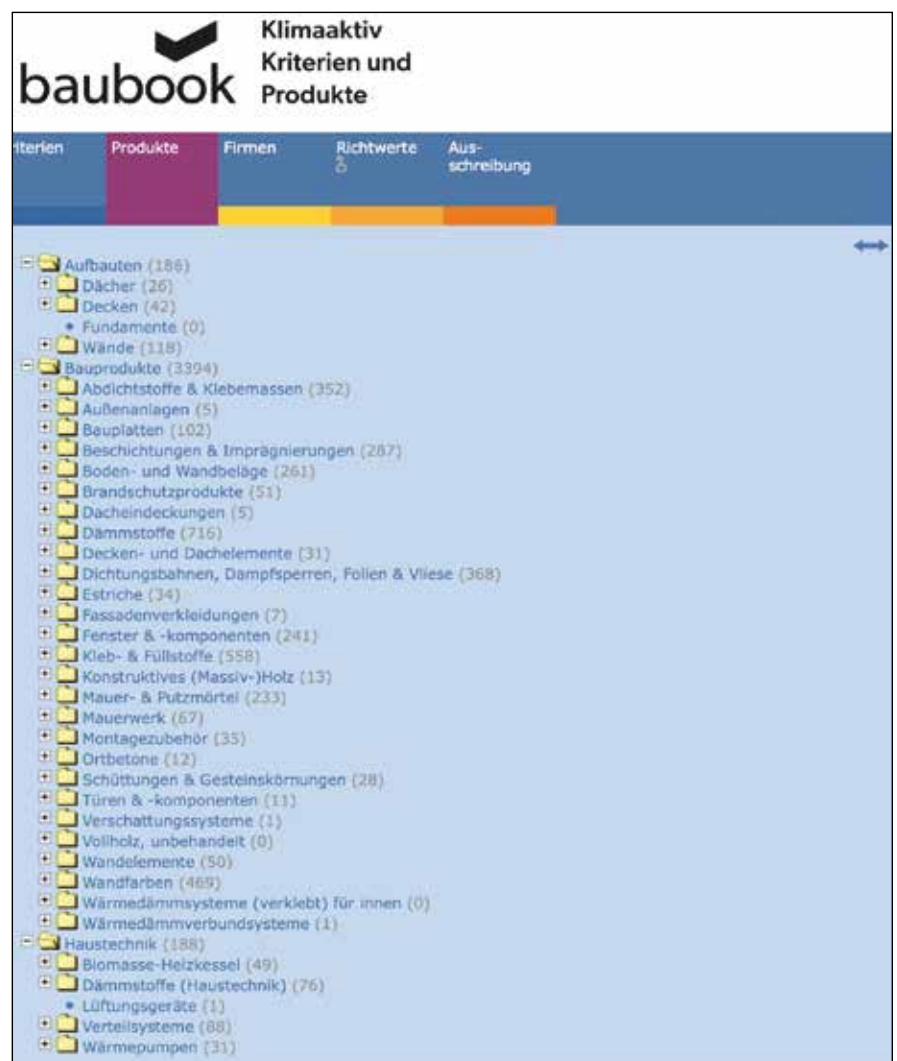 baubook
Klimaaktiv
Kriterien und
Produkte
iterien
Produkte
Firmen
Richtwerte
Aus-
schreibung
Aufbauten (186)
Dächer (26)
Decken (42)
Fundamente (0)
Wände (118)
Bauprodukte (3394)
Abdichtstoffe & Klebemassen (352)
Außenanlagen (5)
Bauplatten (102)
Beschichtungen & Imprägnierungen (287)
Boden- und Wandbeläge (261)
Brandschutzprodukte (51)
Dacheindeckungen (5)
Dämmstoffe (716)
Decken- und Dachelemente (31)
Dichtungsbahnen, Dampfsperren, Folien & Vliese (368)
Estriche (34)
Fassadenverkleidungen (7)
Fenster & -komponenten (241)
Kleb- & Füllstoffe (558)
Konstruktives (Massiv-)Holz (13)
Mauer- & Putzmörtel (233)
Mauerwerk (67)
Montagezubehör (35)
Ortbetone (12)
Schüttungen & Gesteinskörnungen (28)
Türen & -komponenten (11)
Verschattungssysteme (1)
Vollholz, unbehandelt (0)
Wandelemente (50)
Wandfarben (469)
Wärmedämmsysteme (verklebt) für innen (0)
Wärmedämmverbundsysteme (1)
Haustechnik (188)
Biomasse-Heizkessel (49)
Dämmstoffe (Haustechnik) (76)
Lüftungsgeräte (1)
Verteilsysteme (88)
Wärmepumpen (31)